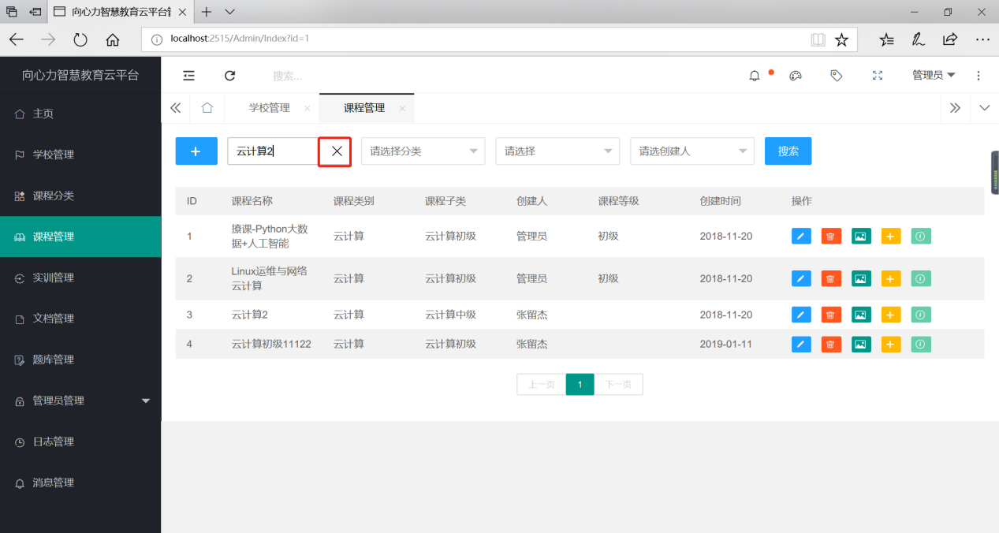 向心力智慧教育云平台管
localhost:2515/Admin/Index?id=1
向心力智慧教育云平台
搜索...
管理员
主页
学校管理
课程分类
课程管理
实训管理
文档管理
题库管理
管理员管理
日志管理
消息管理
学校管理
课程管理
云计算2
请选择分类
请选择
请选创建人
搜索
ID 课程名称 课程类别 课程子类 创建人 课程等级 创建时间 操作
1 撩课-Python大数据+人工智能 云计算 云计算初级 管理员 初级 2018-11-20
2 Linux运维与网络云计算 云计算 云计算初级 管理员 初级 2018-11-20
3 云计算2 云计算 云计算中级 张留杰 2018-11-20
4 云计算初级11122 云计算 云计算初级 张留杰 2019-01-11
上一页 1 下一页